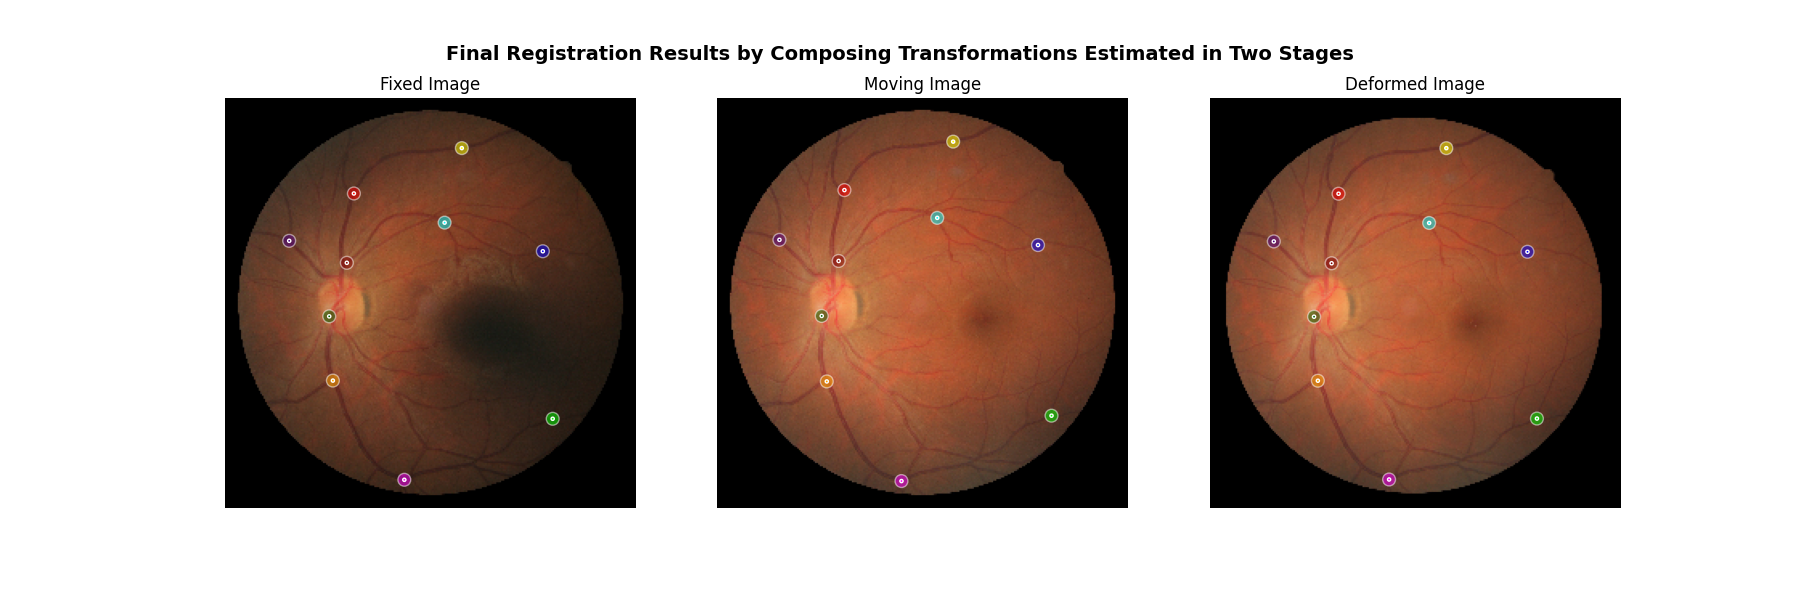 Final Registration Results by Composing Transformations Estimated in Two Stages
Fixed Image
Moving Image
Deformed Image